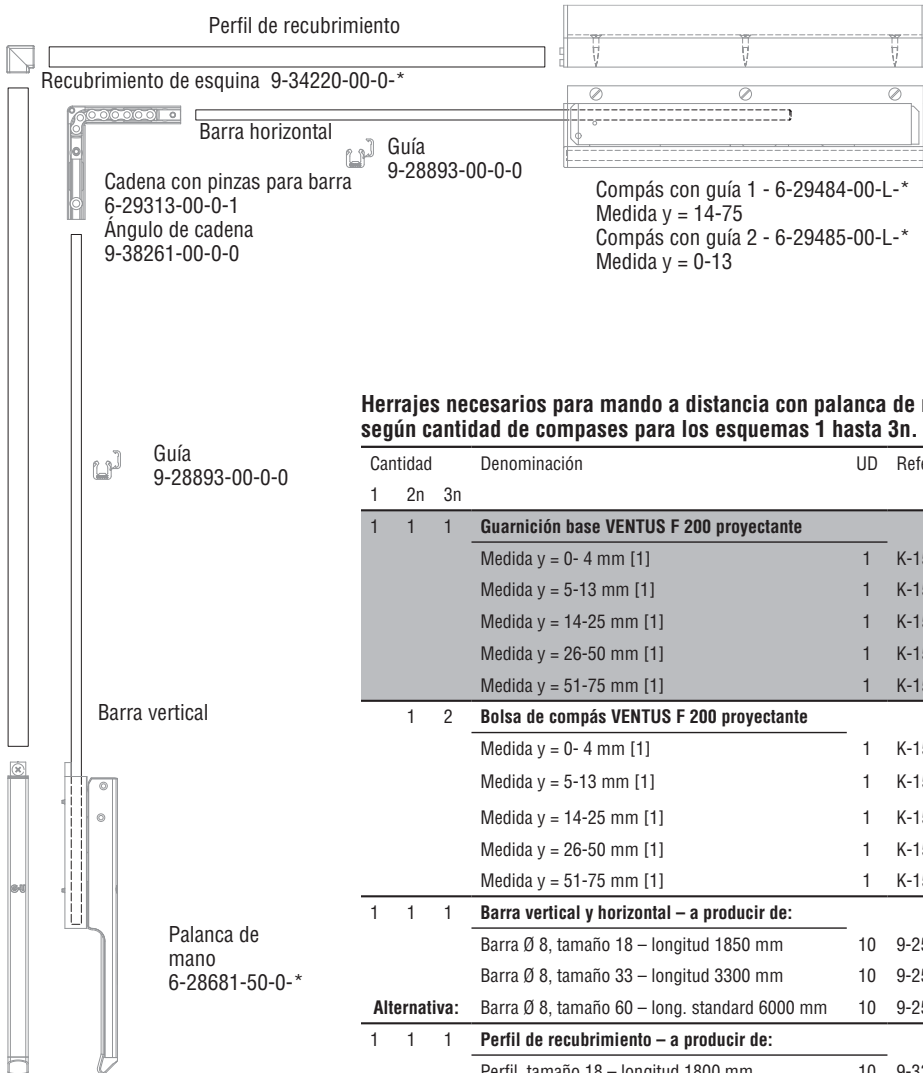 Perfil de recubrimiento
Recubrimiento de esquina 9-34220-00-0-*
Barra horizontal
Guía
9-28893-00-0-0
Cadena con pinzas para barra
6-29313-00-0-1
Ángulo de cadena
9-38261-00-0-0
Compás con guía 1 - 6-29484-00-L-*
Medida y = 14-75
Compás con guía 2 - 6-29485-00-L-*
Medida y = 0-13
Guía
9-28893-00-0-0
Barra vertical
Palanca de
mano
6-28681-50-0-*
Herrajes necesarios para mando a distancia con palanca de
según cantidad de compases para los esquemas 1 hasta 3n.
Cantidad Denominación UD
1 2n 3n
1 1 1 Guarnición base VENTUS F 200 proyectante
Medida y = 0- 4 mm [1] 1
Medida y = 5-13 mm [1] 1
Medida y = 14-25 mm [1] 1
Medida y = 26-50 mm [1] 1
Medida y = 51-75 mm [1] 1
1 2 Bolsa de compás VENTUS F 200 proyectante
Medida y = 0- 4 mm [1] 1
Medida y = 5-13 mm [1] 1
Medida y = 14-25 mm [1] 1
Medida y = 26-50 mm [1] 1
Medida y = 51-75 mm [1] 1
1 1 1 Barra vertical y horizontal – a producir de:
Barra Ø 8, tamaño 18 – longitud 1850 mm 10
Barra Ø 8, tamaño 33 – longitud 3300 mm 10
Alternativa: Barra Ø 8, tamaño 60 – long. standard 6000 mm 10
1 1 1 Perfil de recubrimiento – a producir de:
Perfil, tamaño 18 – longitud 1800 mm 10